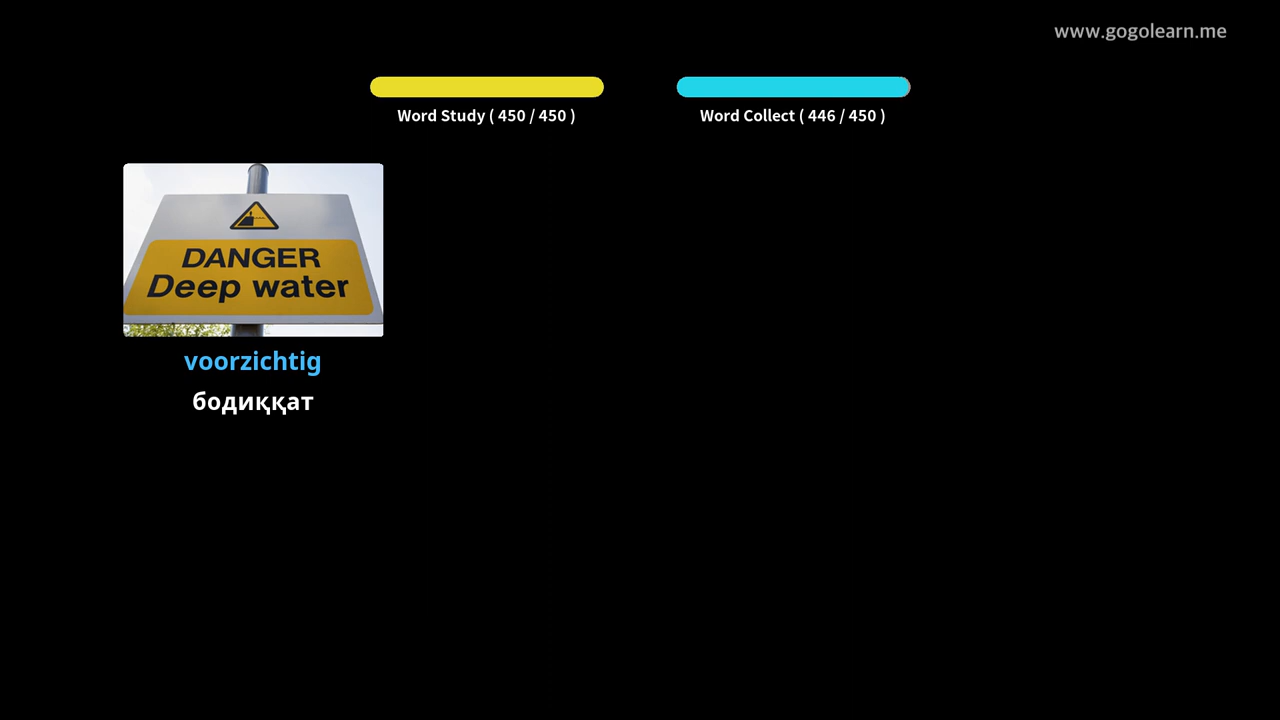 www.gogolearn.me
Word Study ( 450 / 450 )
Word Collect ( 446 / 450 )
DANGER
Deep water
voorzichtig
бодиққат